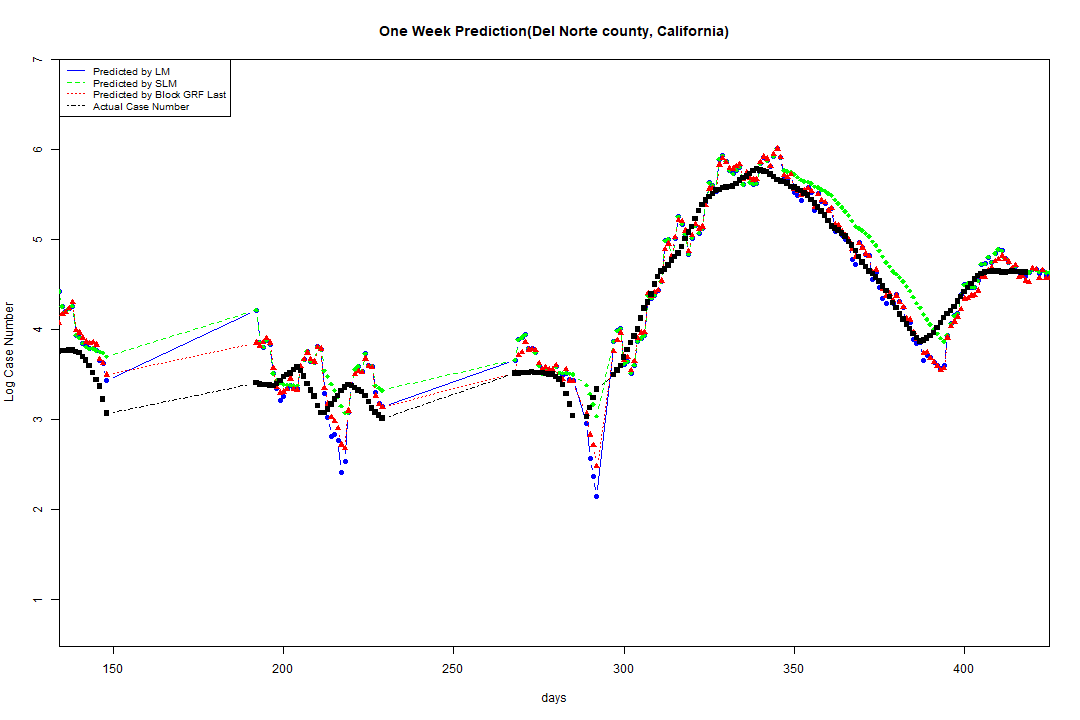 One Week Prediction(Del Norte county, California)
Predicted by LM
Predicted by SLM
Predicted by Block GRF Last
Actual Case Number
7
6
5
4
3
2
1
Log Case Number
150 200 250 300 350 400
days